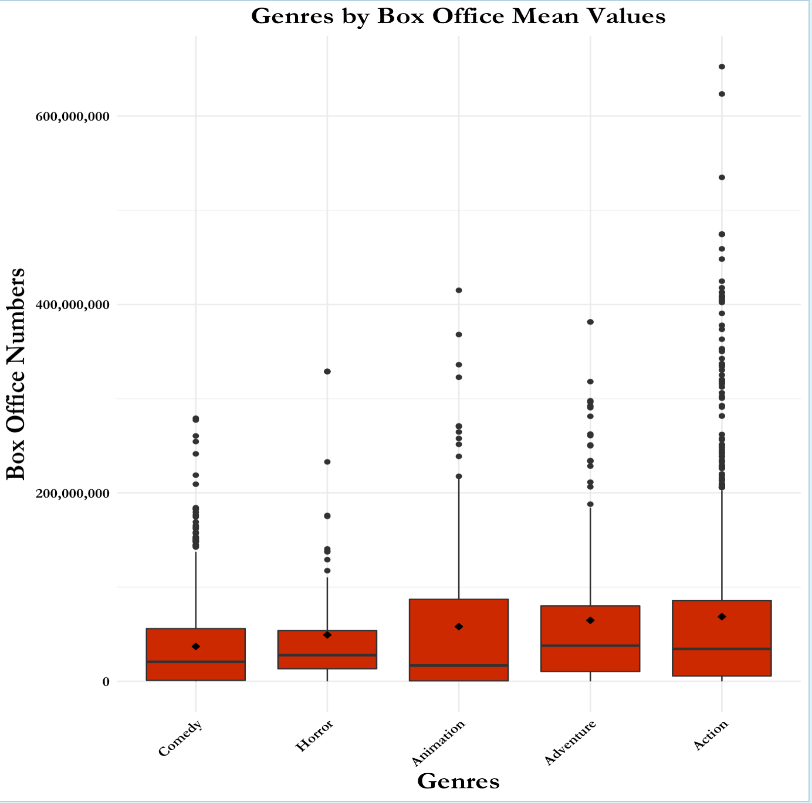 Genres by Box Office Mean Values
Box Office Numbers
600,000,000
400,000,000
200,000,000
0
Comedy
Horror
Animation
Adventure
Action
Genres